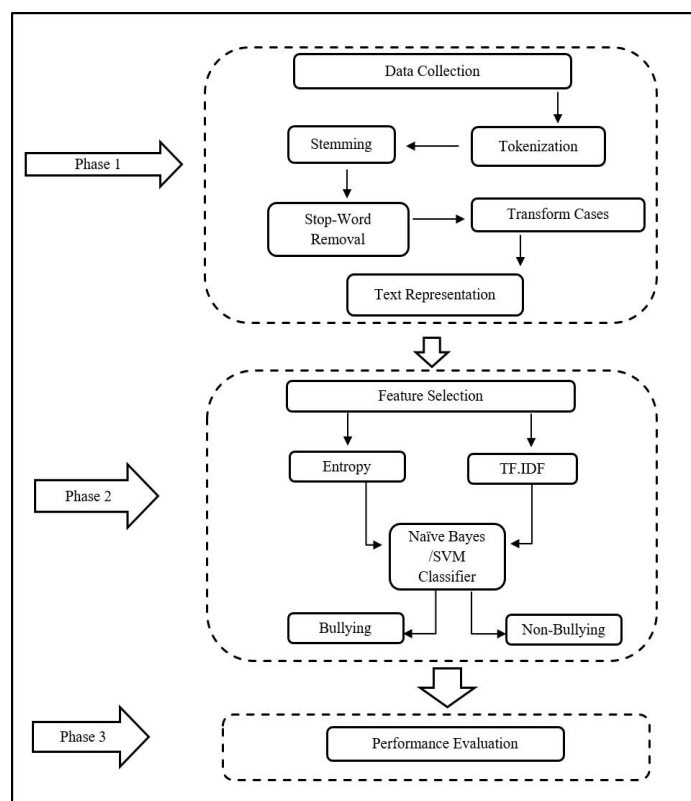 Data Collection
Phase 1
Stemming
Tokenization
Stop-Word
Removal
Transform Cases
Text Representation
Feature Selection
Phase 2
Entropy
TF.IDF
Naïve Bayes
/SVM
Classifier
Bullying
Non-Bullying
Phase 3
Performance Evaluation